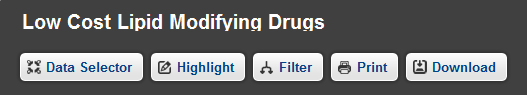 Low Cost Lipid Modifying Drugs
Data Selector Highlight Filter Print Download